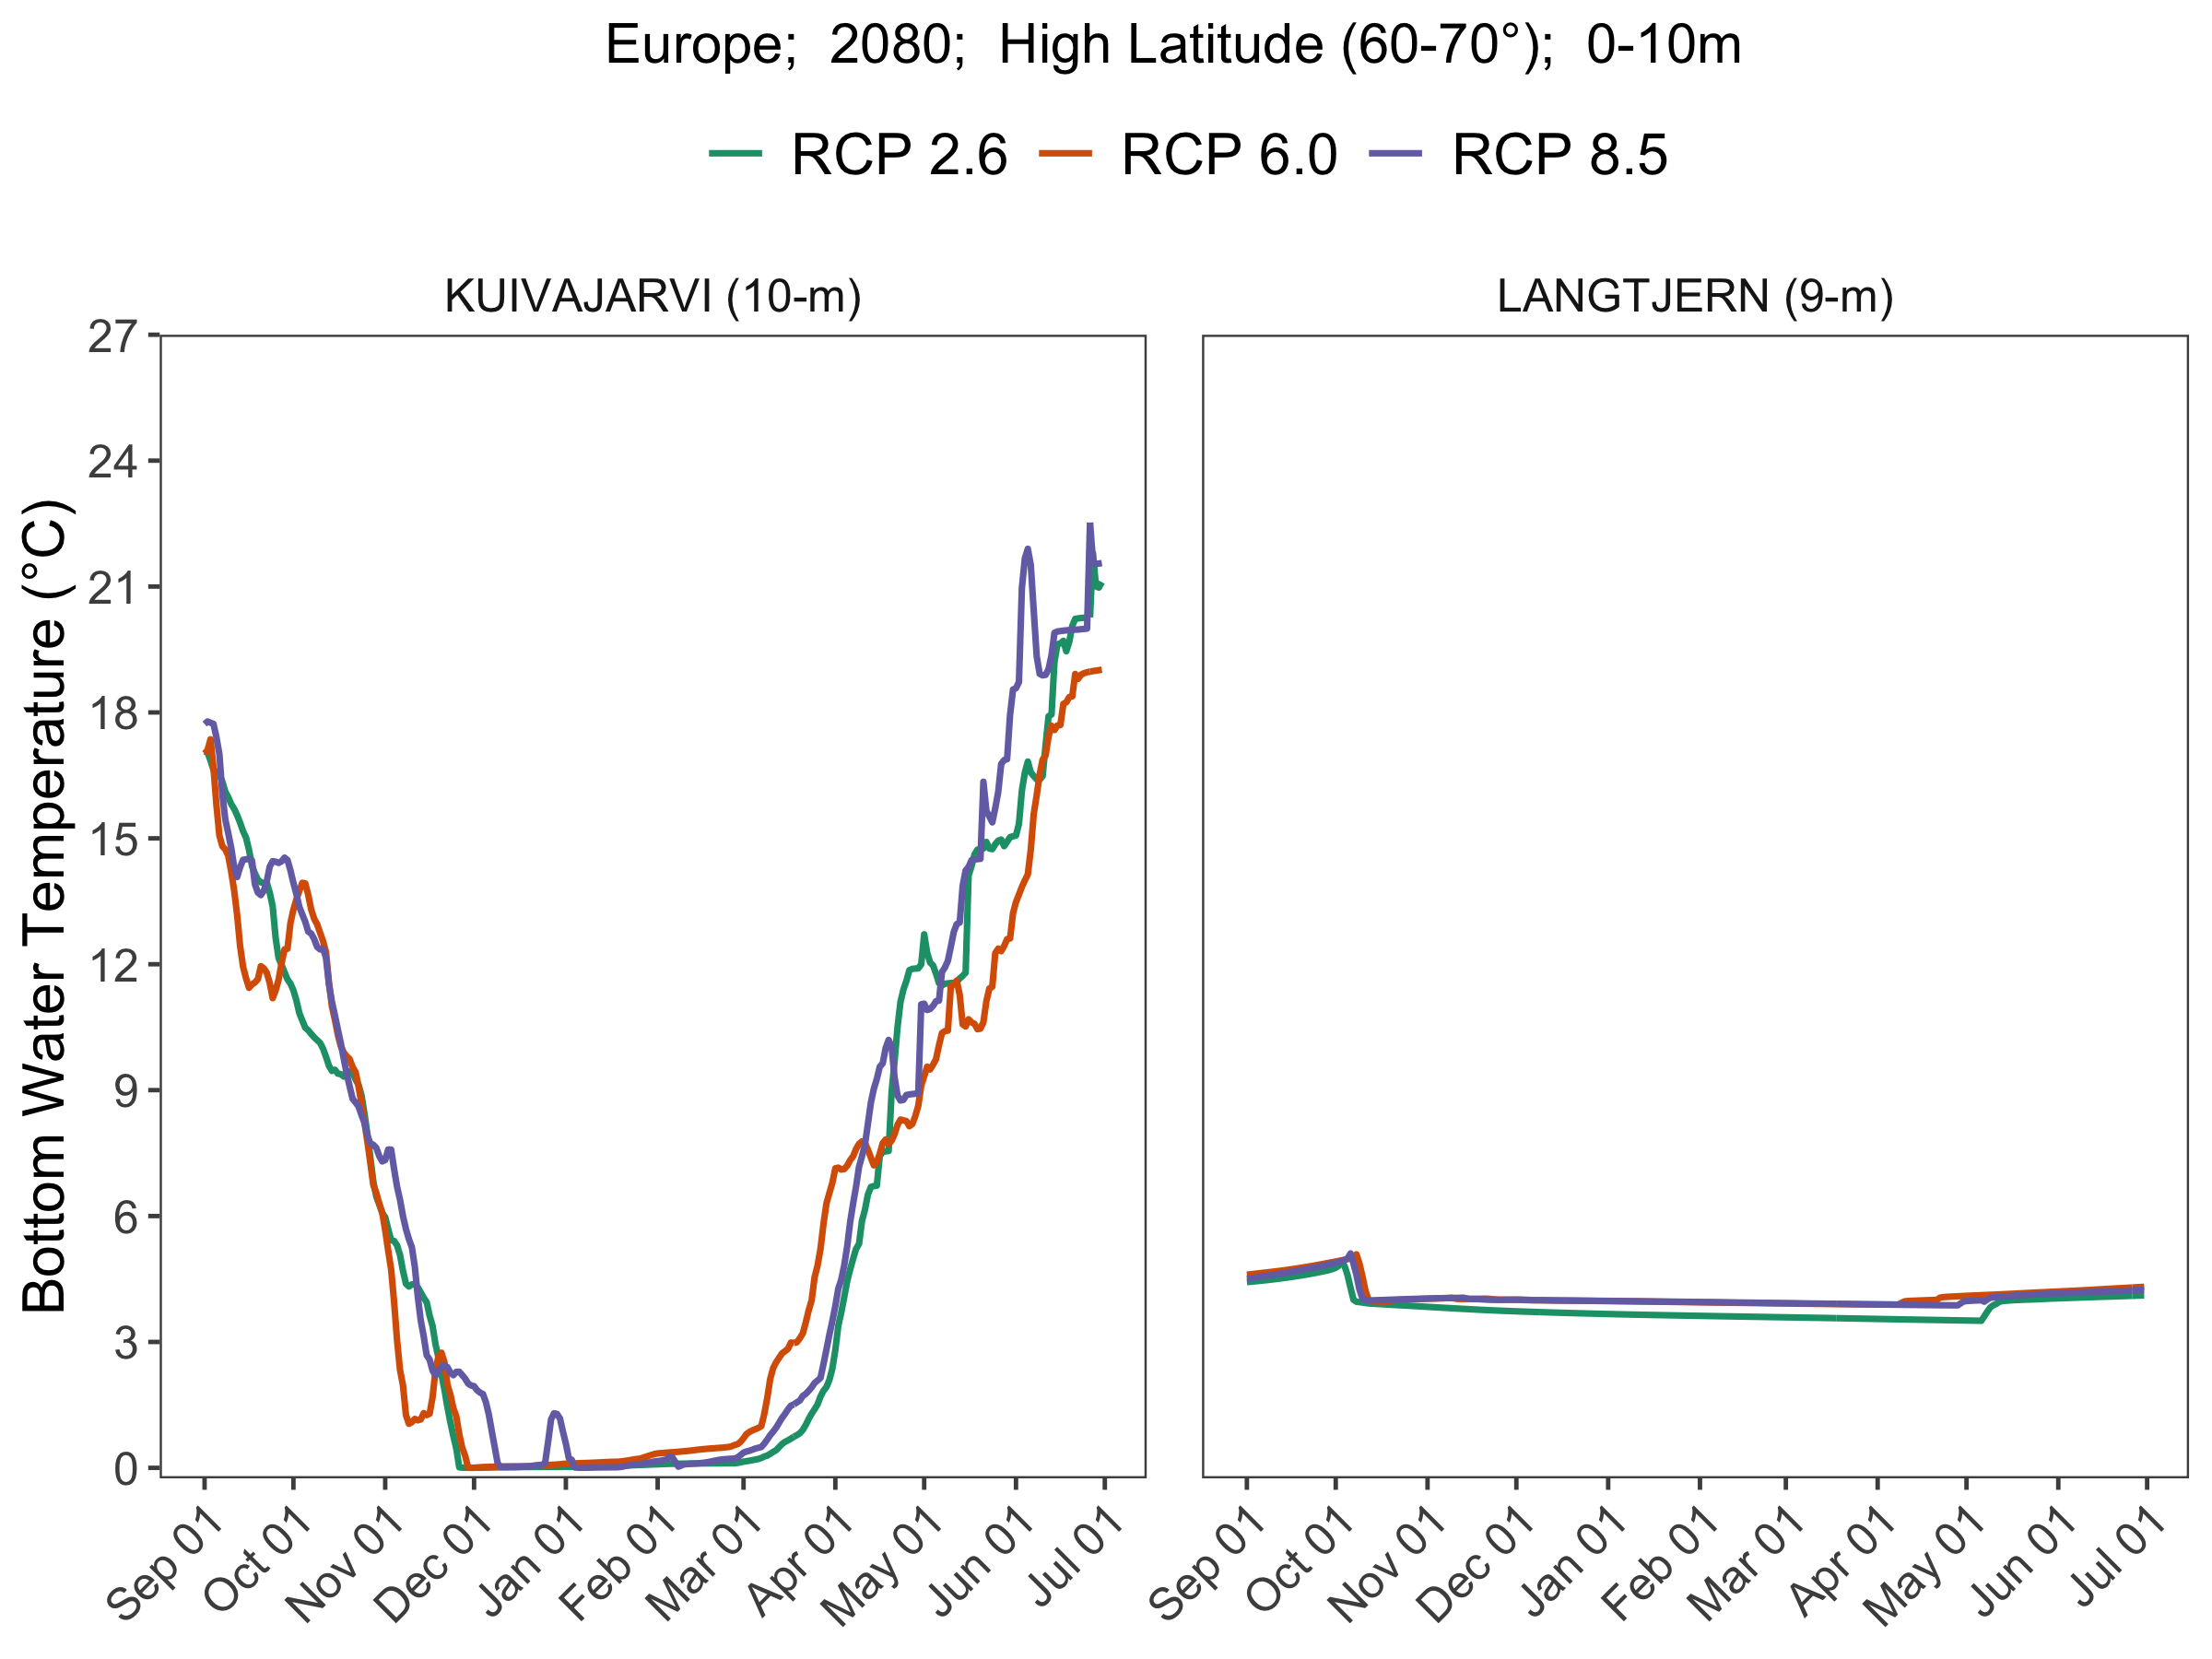 Europe;  2080;  High Latitude (60-70°);  0-10m
RCP 2.6 RCP 6.0 RCP 8.5
KUIVAJARVI (10-m)
LANGTJERN (9-m)
Bottom Water Temperature (°C)
27
24
21
18
15
12
9
6
3
0
Sep 01 Oct 01 Nov 01 Dec 01 Jan 01 Feb 01 Mar 01 Apr 01 May 01 Jun 01 Jul 01
Sep 01 Oct 01 Nov 01 Dec 01 Jan 01 Feb 01 Mar 01 Apr 01 May 01 Jun 01 Jul 01